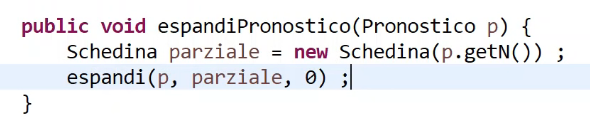 public void espandiPronostico(Pronostico p) {
    Schedina parziale = new Schedina(p.getN()) ;
    espandi(p, parziale, 0) ;
}